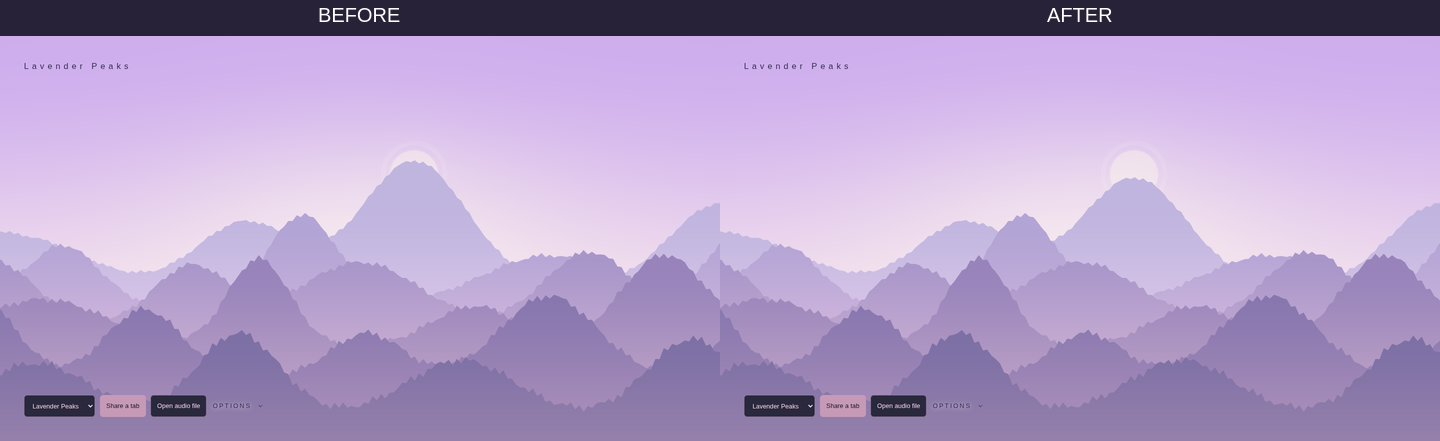 BEFORE
AFTER
Lavender Peaks
Lavender Peaks
Lavender Peaks
Share a tab
Open audio file
OPTIONS
Lavender Peaks
Share a tab
Open audio file
OPTIONS